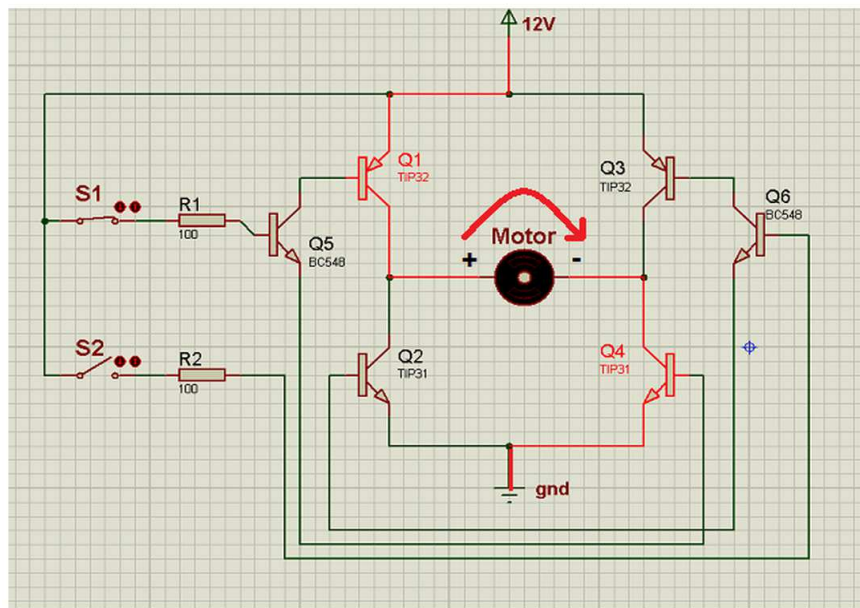 12V
Q1
TIP32
Q3
TIP32
S1
R1
100
Q6
BC548
Q5
BC548
Motor
+
-
S2
R2
100
Q2
TIP31
Q4
TIP31
gnd